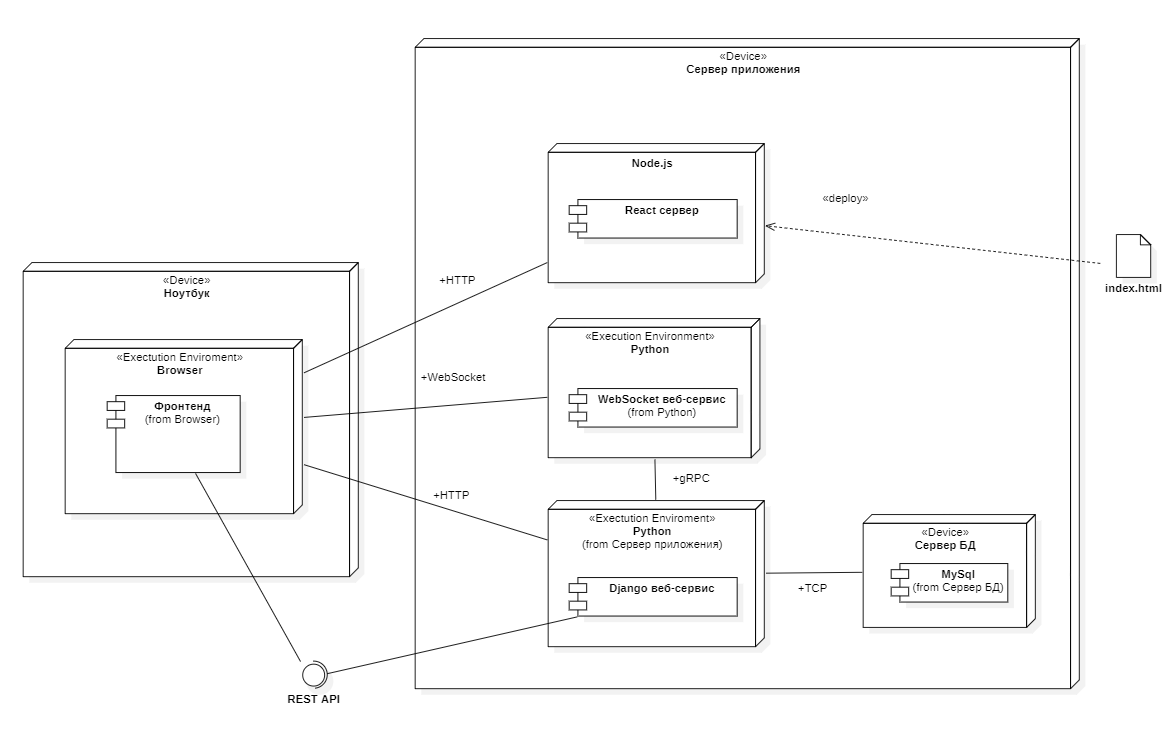 «Device»
Сервер приложения
Node.js
React сервер
«deploy»
index.html
«Device»
Ноутбук
+HTTP
«Execution Environment»
Python
WebSocket веб-сервис
(from Python)
«Exectution Enviroment»
Browser
Фронтенд
(from Browser)
+WebSocket
+gRPC
+HTTP
«Execution Enviroment»
Python
(from Сервер приложения)
Django веб-сервис
«Device»
Сервер БД
MySql
(from Сервер БД)
+TCP
REST API